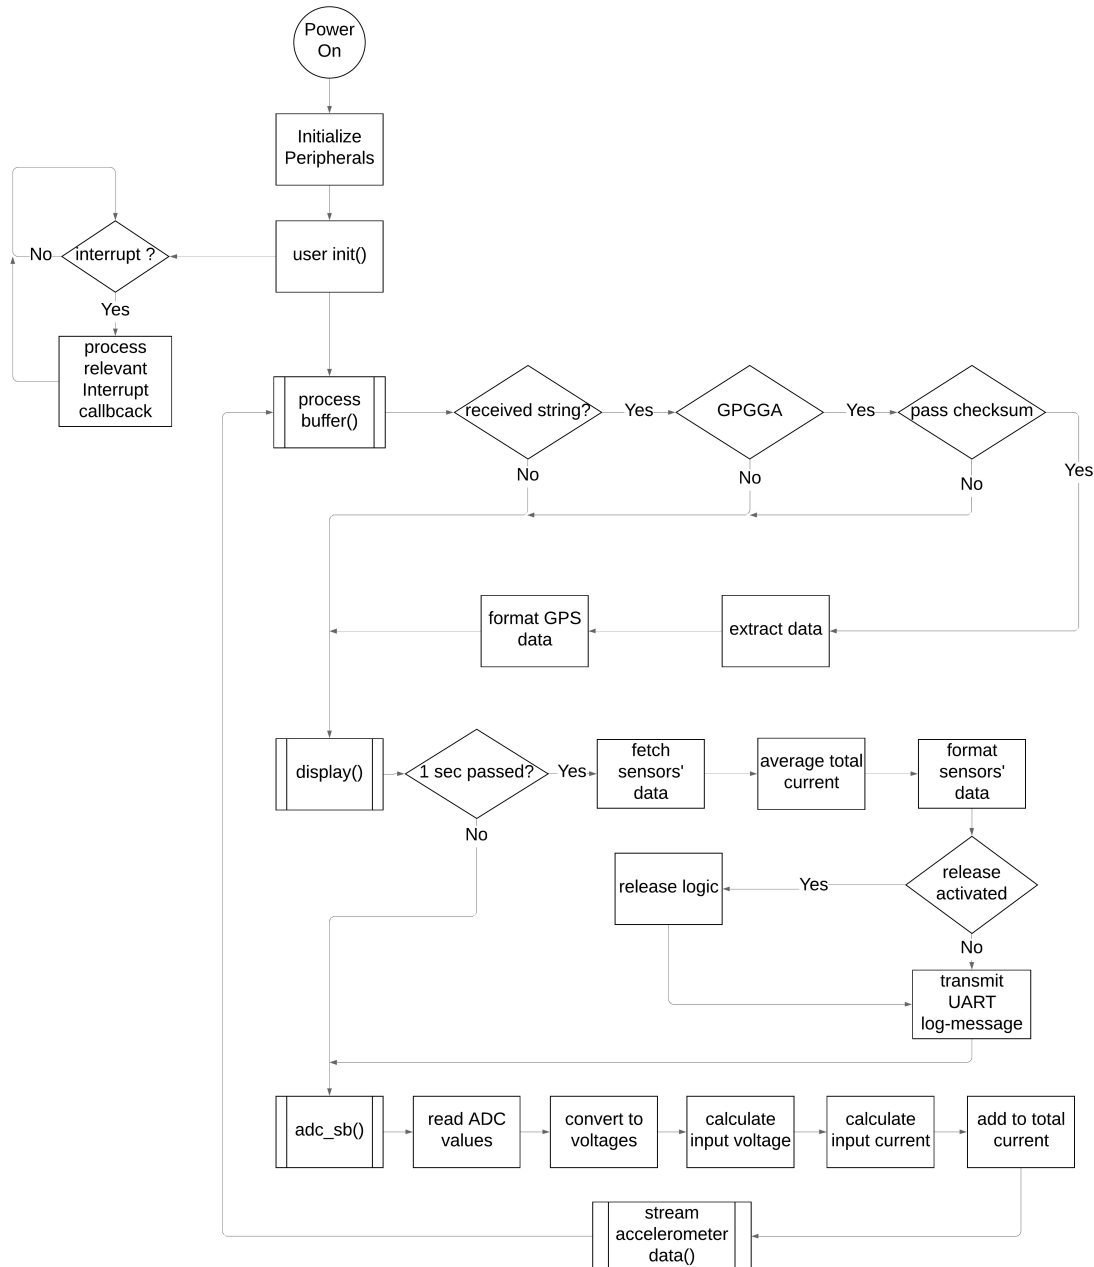 Power
On
Initialize
Peripherals
user init()
interrupt ?
No
Yes
process
relevant
Interrupt
callbcack
process
buffer()
received string?
Yes
GPGGA
Yes
pass checksum
Yes
No
No
No
format GPS
data
extract data
display()
1 sec passed?
Yes
fetch
sensors'
data
average total
current
format
sensors'
data
No
release logic
Yes
release
activated
No
transmit
UART
log-message
adc_sb()
read ADC
values
convert to
voltages
calculate
input voltage
calculate
input current
add to total
current
stream
accelerometer
data()